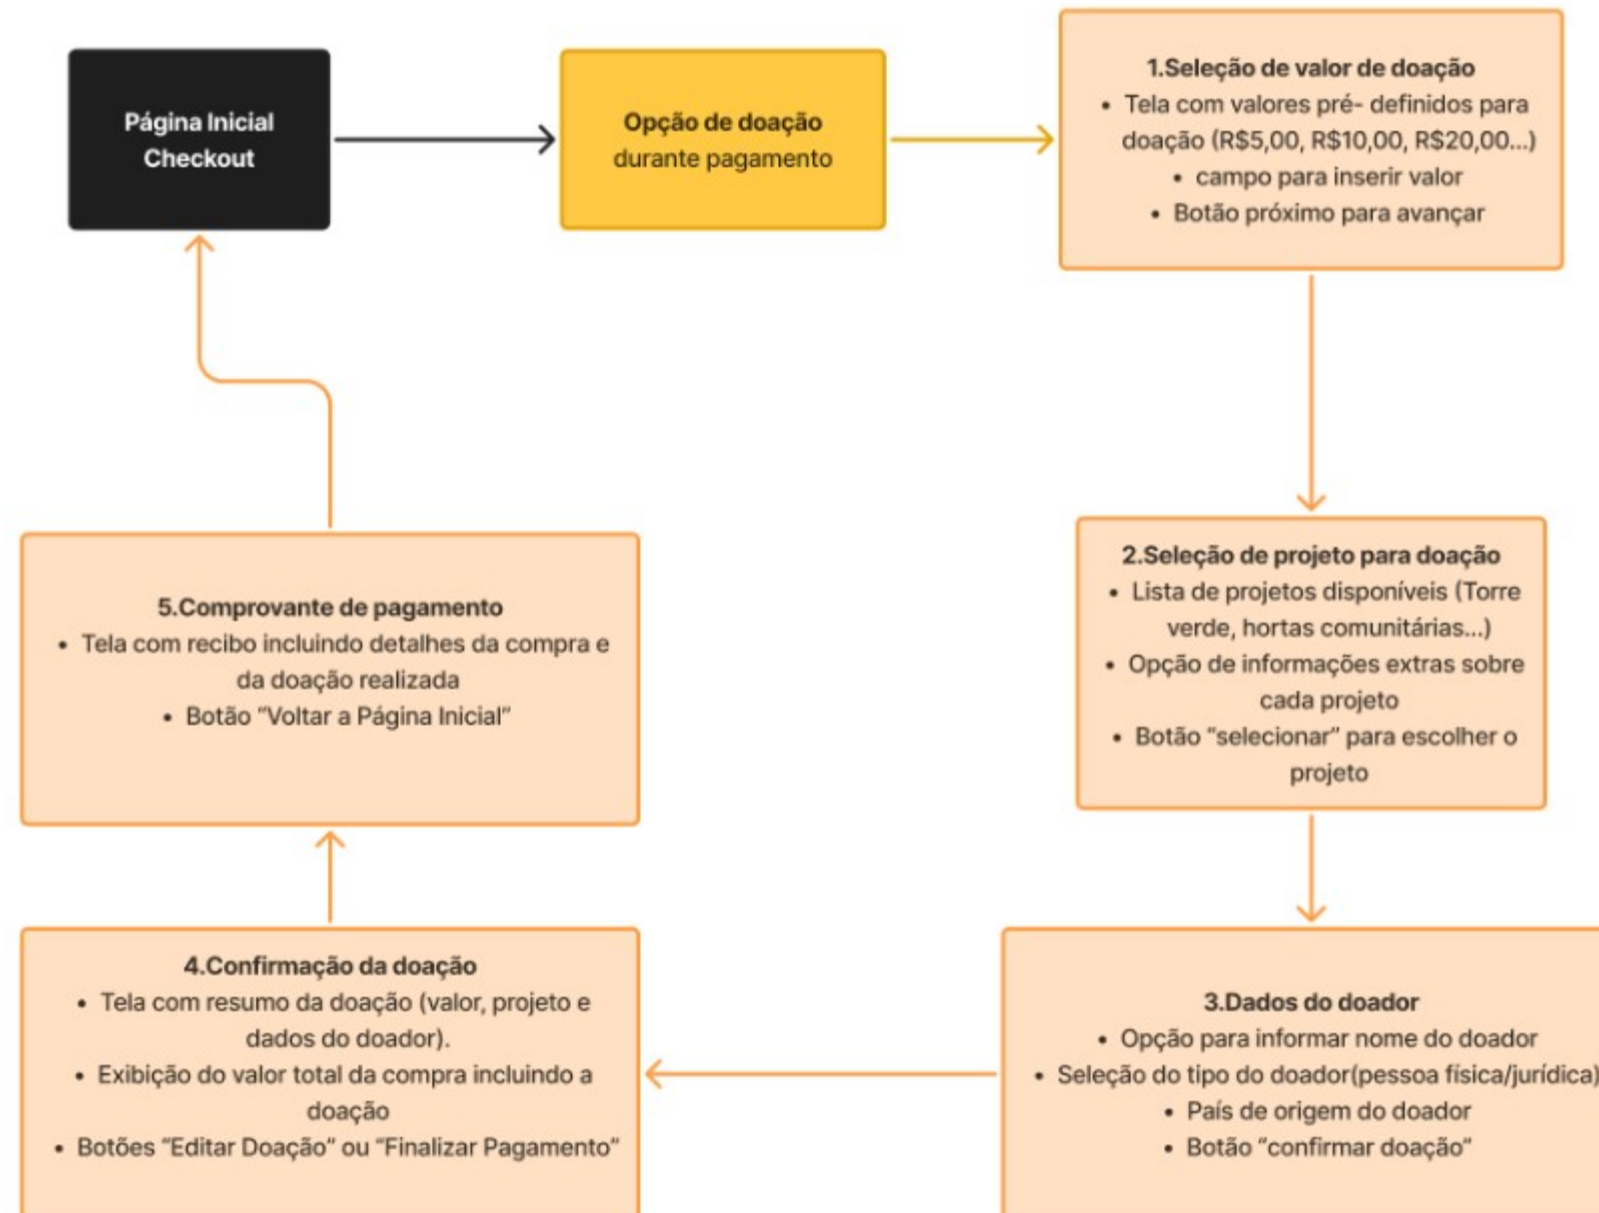 Página Inicial
Checkout
Opção de doação
durante pagamento
1.Seleção de valor de doação
• Tela com valores pré- definidos para
doação (R$5,00, R$10,00, R$20,00...)
• campo para inserir valor
• Botão próximo para avançar
2.Seleção de projeto para doação
• Lista de projetos disponíveis (Torre
verde, hortas comunitárias...)
• Opção de informações extras sobre
cada projeto
• Botão “selecionar” para escolher o
projeto
3.Dados do doador
• Opção para informar nome do doador
• Seleção do tipo do doador(pessoa física/jurídica)
• País de origem do doador
• Botão “confirmar doação”
4.Confirmação da doação
• Tela com resumo da doação (valor, projeto e
dados do doador).
• Exibição do valor total da compra incluindo a
doação
• Botões “Editar Doação” ou “Finalizar Pagamento”
5.Comprovante de pagamento
• Tela com recibo incluindo detalhes da compra e
da doação realizada
• Botão “Voltar a Página Inicial”